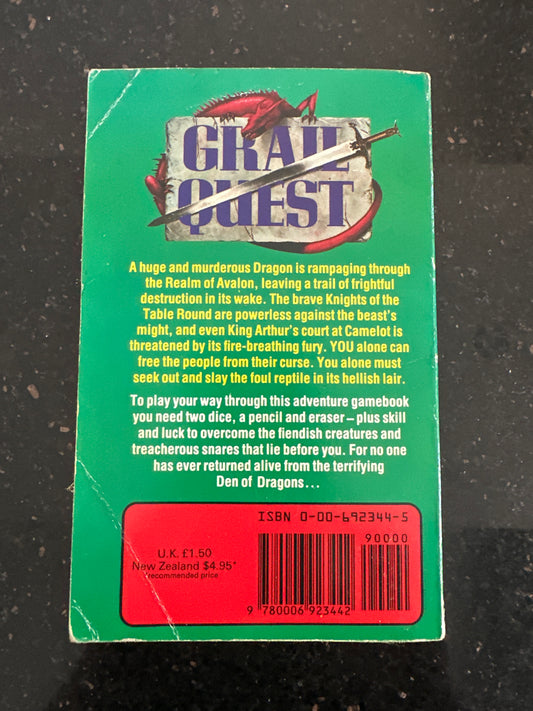 GRAIL
QUEST
A huge and murderous Dragon is rampaging through
the Realm of Avalon, leaving a trail of frightful
destruction in its wake. The brave Knights of the
Table Round are powerless against the beast's
might, and even King Arthur's court at Camelot is
threatened by its fire-breathing fury. YOU alone can
free the people from their curse. You alone must
seek out and slay the foul reptile in its hellish lair.
To play your way through this adventure gamebook
you need two dice, a pencil and eraser – plus skill
and luck to overcome the fiendish creatures and
treacherous snares that lie before you. For no one
has ever returned alive from the terrifying
Den of Dragons...
ISBN 0-00-692344-5
90000
U.K. £1.50
New Zealand $4.95*
*recommended price
9 780006 923442